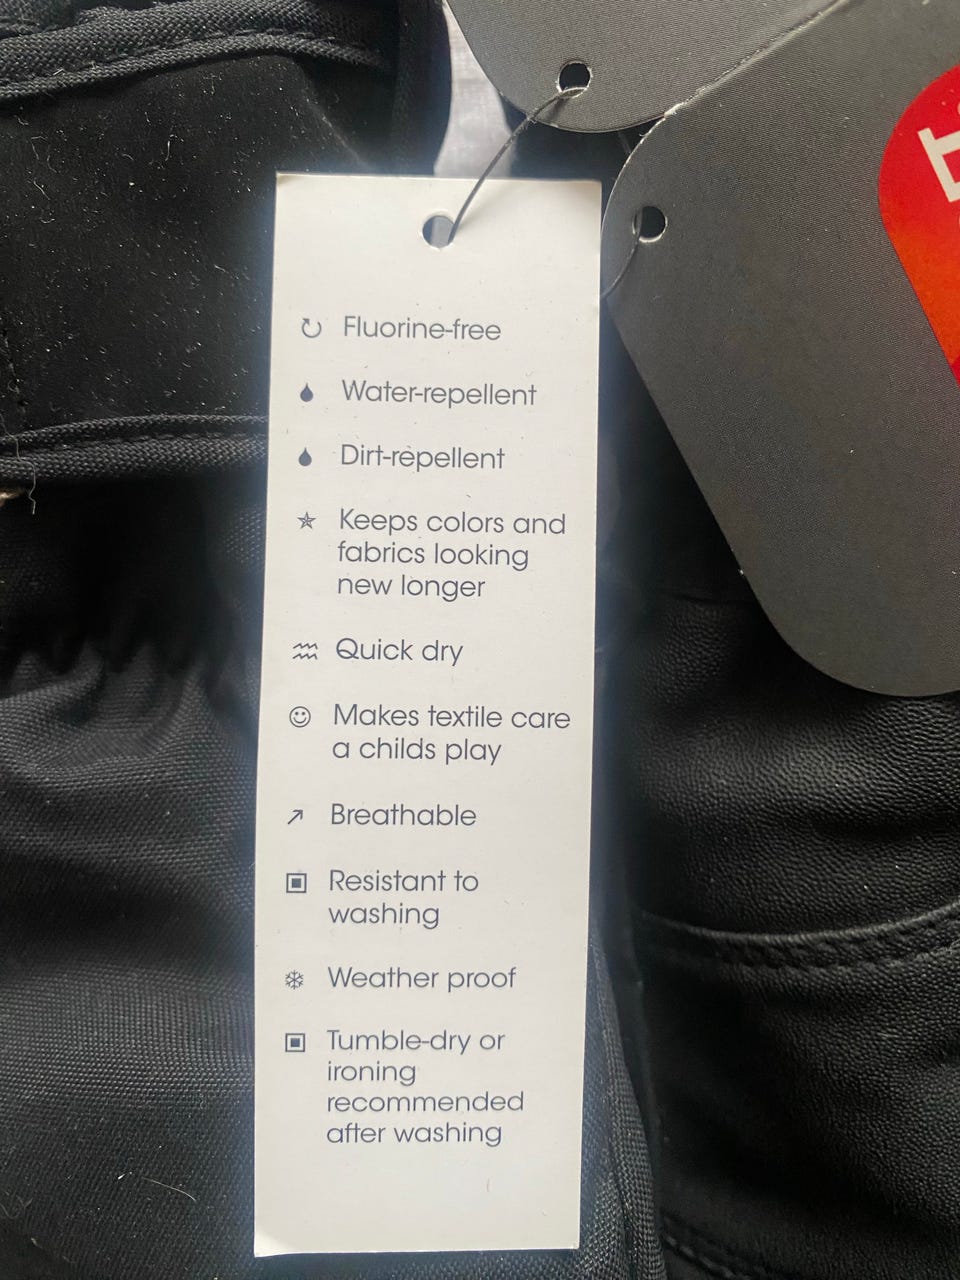 Fluorine-free
Water-repellent
Dirt-repellent
Keeps colors and
fabrics looking
new longer
Quick dry
Makes textile care
a childs play
Breathable
Resistant to
washing
Weather proof
Tumble-dry or
ironing
recommended
after washing